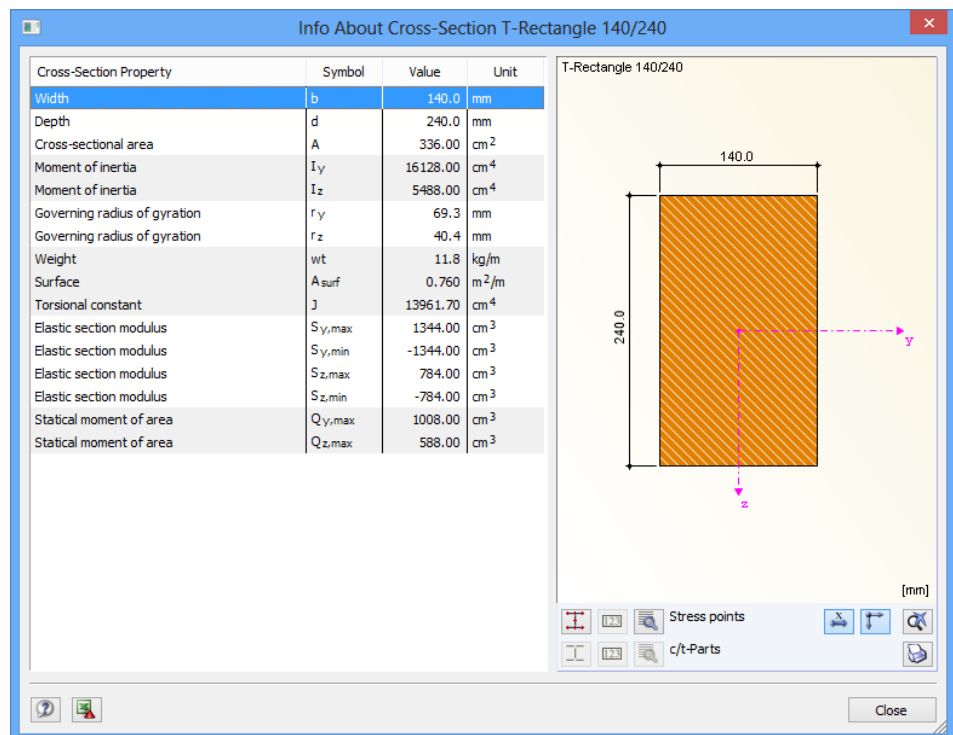 Info About Cross-Section T-Rectangle 140/240
Cross-Section Property Symbol Value Unit
Width b 140.0 mm
Depth d 240.0 mm
Cross-sectional area A 336.00 cm2
Moment of inertia Iy 16128.00 cm4
Moment of inertia Iz 5488.00 cm4
Governing radius of gyration ry 69.3 mm
Governing radius of gyration rz 40.4 mm
Weight wt 11.8 kg/m
Surface Asurf 0.760 m2/m
Torsional constant J 13961.70 cm4
Elastic section modulus Sy,max 1344.00 cm3
Elastic section modulus Sy,min -1344.00 cm3
Elastic section modulus Sz,max 784.00 cm3
Elastic section modulus Sz,min -784.00 cm3
Statical moment of area Qy,max 1008.00 cm3
Statical moment of area Qz,max 588.00 cm3
T-Rectangle 140/240
140.0
240.0
y
z
[mm]
123 Stress points x
123 c/t-Parts
Close